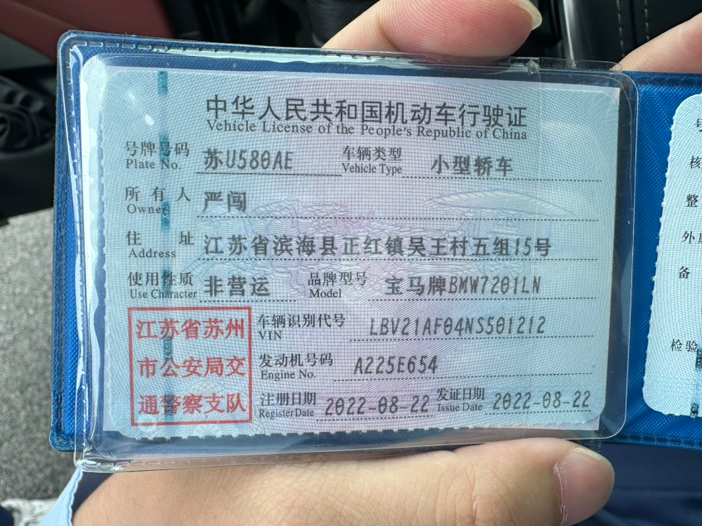 中华人民共和国机动车行驶证
Vehicle License of the People's Republic of China
号牌号码 苏U580AE 车辆类型 小型轿车
Plate No. Vehicle Type
所有人 严闯
Owner
住址 江苏省滨海县正红镇吴王村五组15号
Address
使用性质 非营运 品牌型号 宝马牌BMW7201LN
Use Character Model
江苏省苏州
市公安局交
通警察支队
车辆识别代号 LBV21AF04NS501212
VIN
发动机号码 A225E654
Engine No.
注册日期 2022-08-22 发证日期 2022-08-22
Register Date Issue Date
号
核
整
外
备
检验